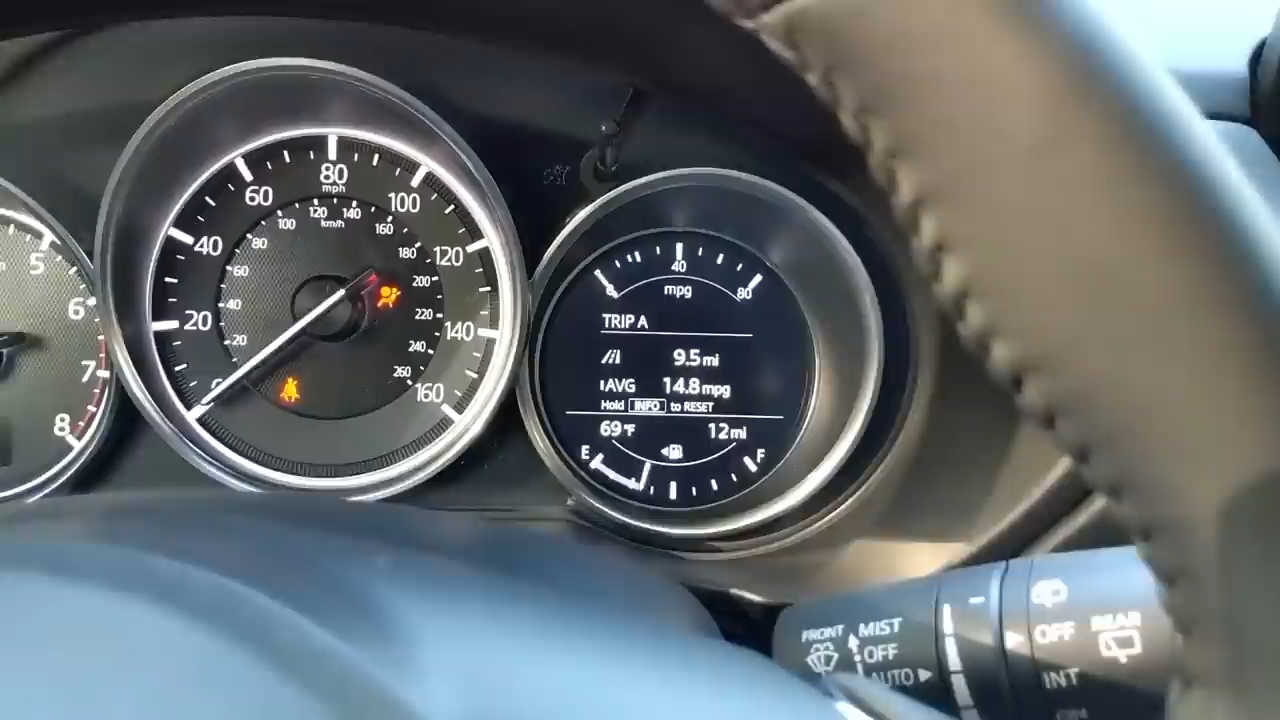 5
6
7
8
0
20
40
60
80
mph
100
120
140
160
20
40
60
80
100
120
140
km/h
160
180
200
220
240
260
40
80
mpg
TRIP A
9.5 mi
AVG 14.8 mpg
Hold INFO to RESET
69°F 12 mi
E F
FRONT MIST
OFF
AUTO
OFF
INT
REAR